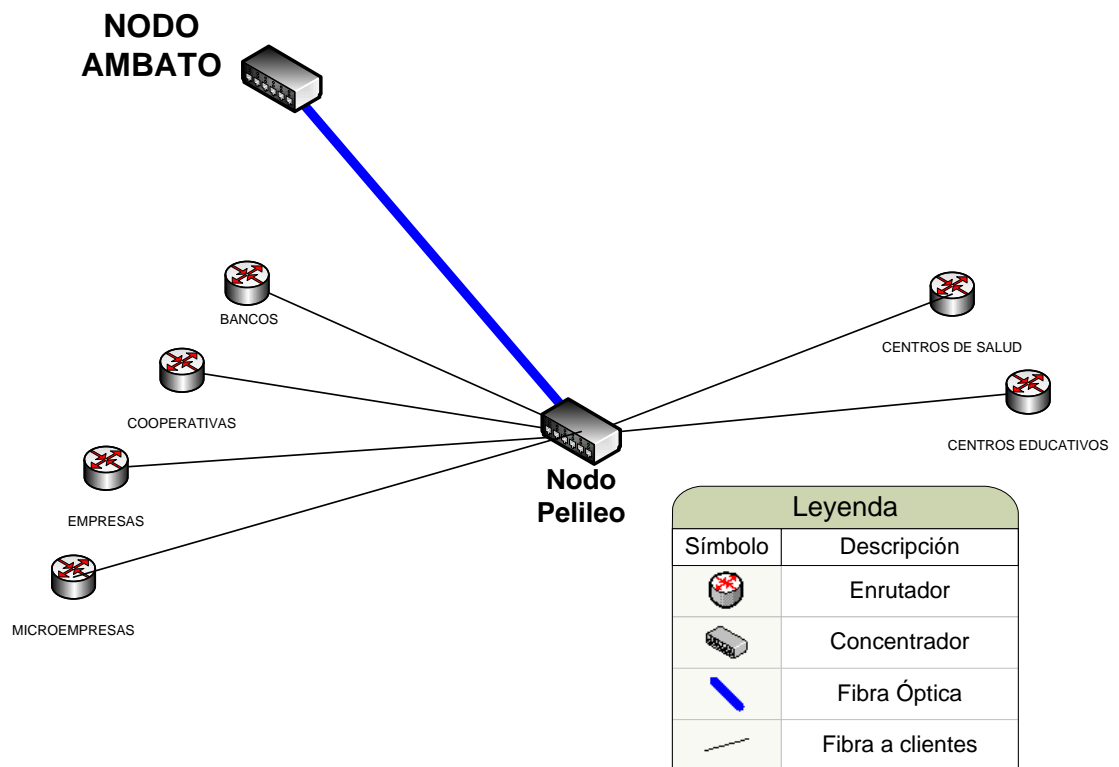 NODO
AMBATO
BANCOS
CENTROS DE SALUD
COOPERATIVAS
CENTROS EDUCATIVOS
Nodo
Pelileo
EMPRESAS
MICROEMPRESAS
Leyenda
Símbolo Descripción
Enrutador
Concentrador
Fibra Óptica
Fibra a clientes